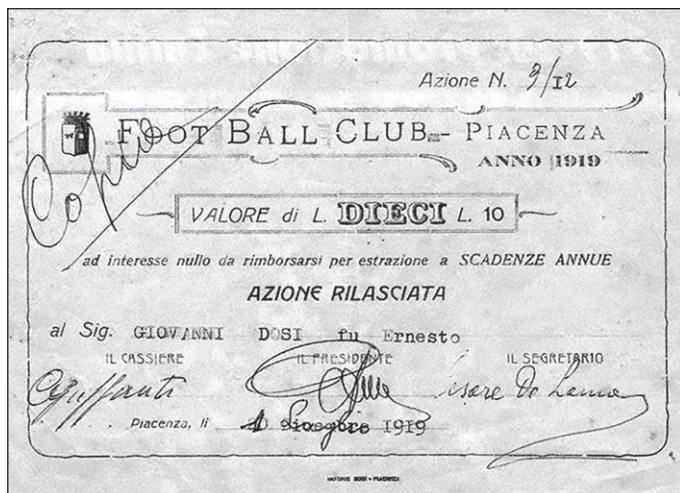 Azione N. 9/12
Copia
FOOT BALL CLUB - PIACENZA
ANNO 1919
VALORE di L. DIECI L. 10
ad interesse nullo da rimborsarsi per estrazione a SCADENZE ANNUE
AZIONE RILASCIATA
al Sig. GIOVANNI DOSI fu Ernesto
IL CASSIERE IL PRESIDENTE IL SEGRETARIO
Cesare
Piacenza, li 1919